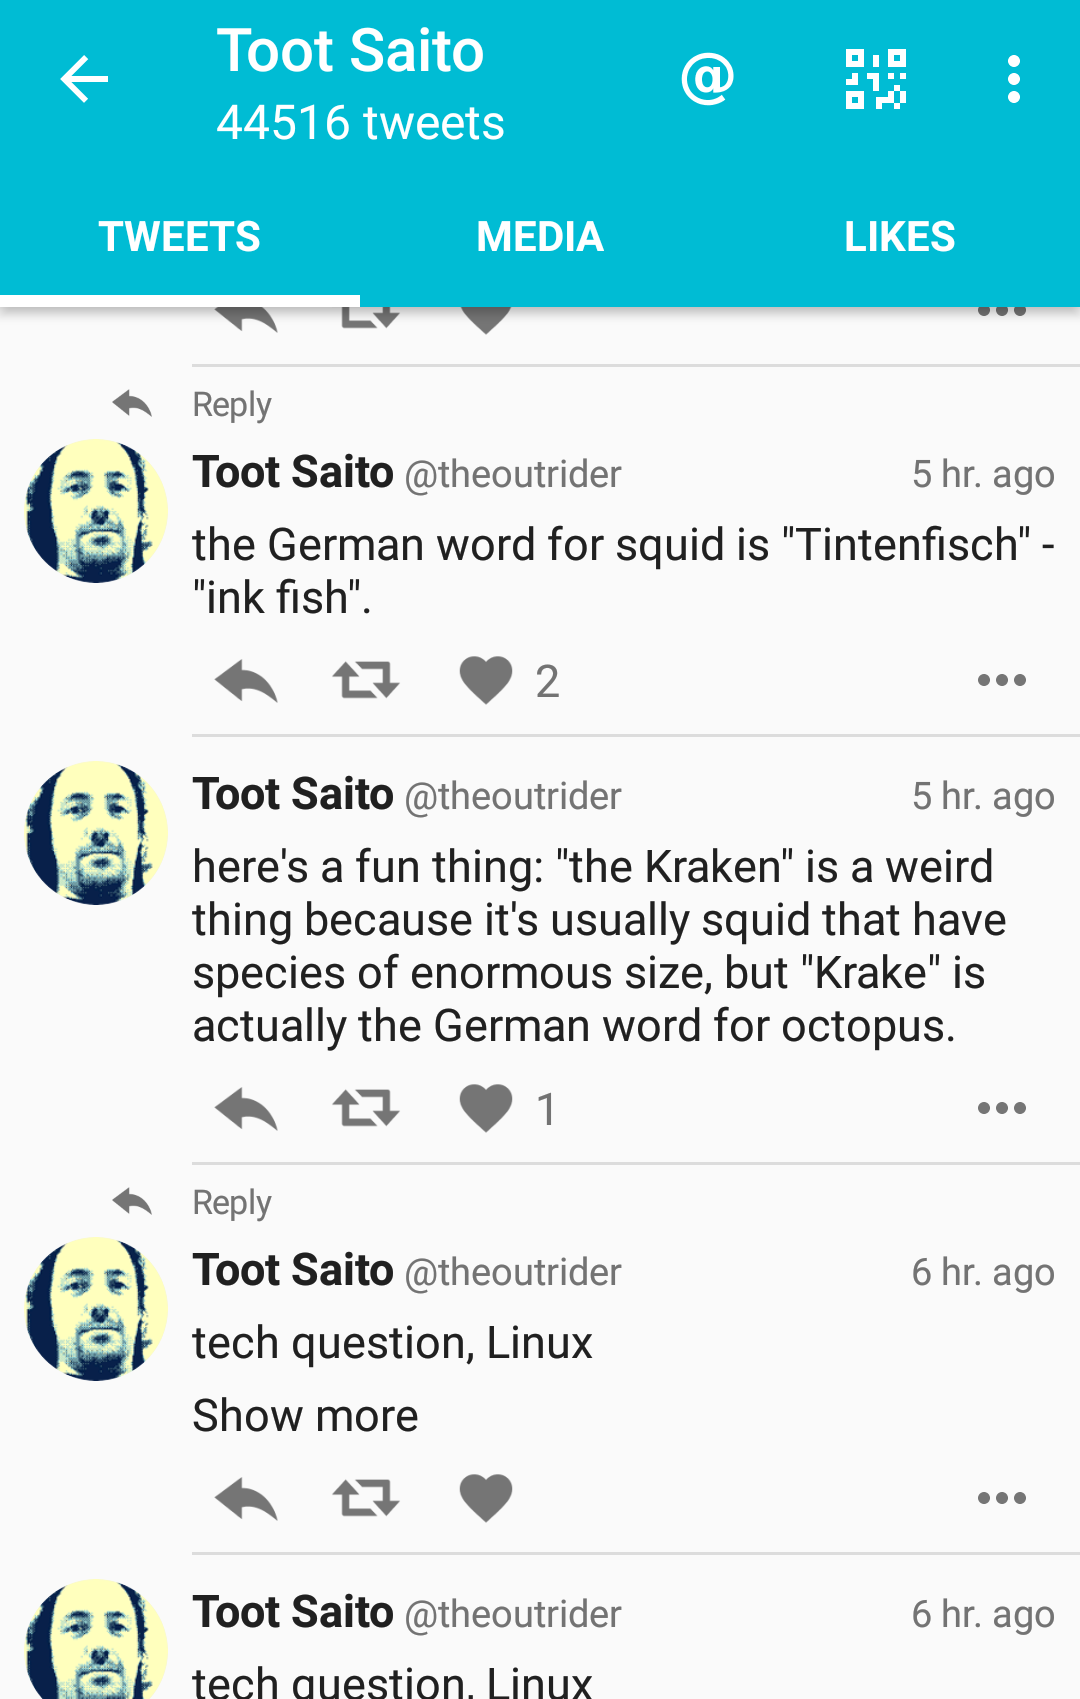 Toot Saito
44516 tweets
TWEETS
MEDIA
LIKES
Reply
Toot Saito @theoutrider 5 hr. ago
the German word for squid is "Tintenfisch" -
"ink fish".
2
Toot Saito @theoutrider 5 hr. ago
here's a fun thing: "the Kraken" is a weird
thing because it's usually squid that have
species of enormous size, but "Krake" is
actually the German word for octopus.
1
Reply
Toot Saito @theoutrider 6 hr. ago
tech question, Linux
Show more
Toot Saito @theoutrider 6 hr. ago
tech question, Linux